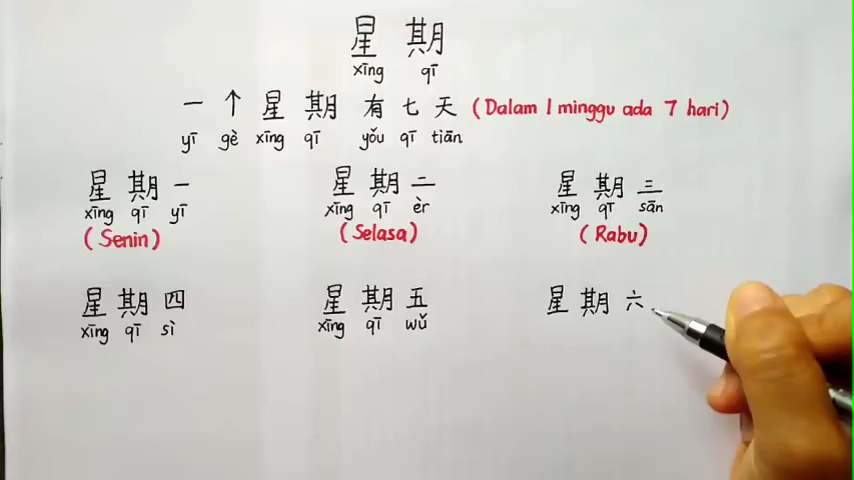 星 期
xīng qī
一 个 星 期 有 七 天 (Dalam 1 minggu ada 7 hari)
yī gè xīng qī yǒu qī tiān
星 期 一 星 期 二 星 期 三
xīng qī yī xīng qī èr xīng qī sān
(Senin) (Selasa) (Rabu)
星 期 四 星 期 五 星 期 六
xīng qī sì xīng qī wǔ